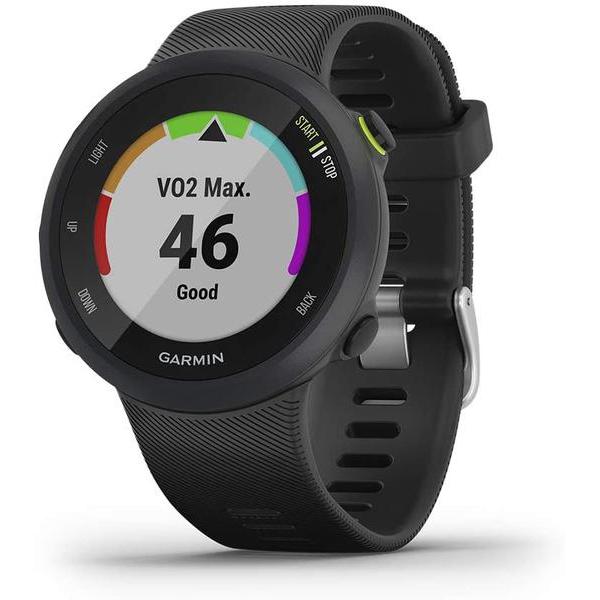 LIGHT
START
STOP
VO2 Max.
46
Good
UP
DOWN
BACK
GARMIN